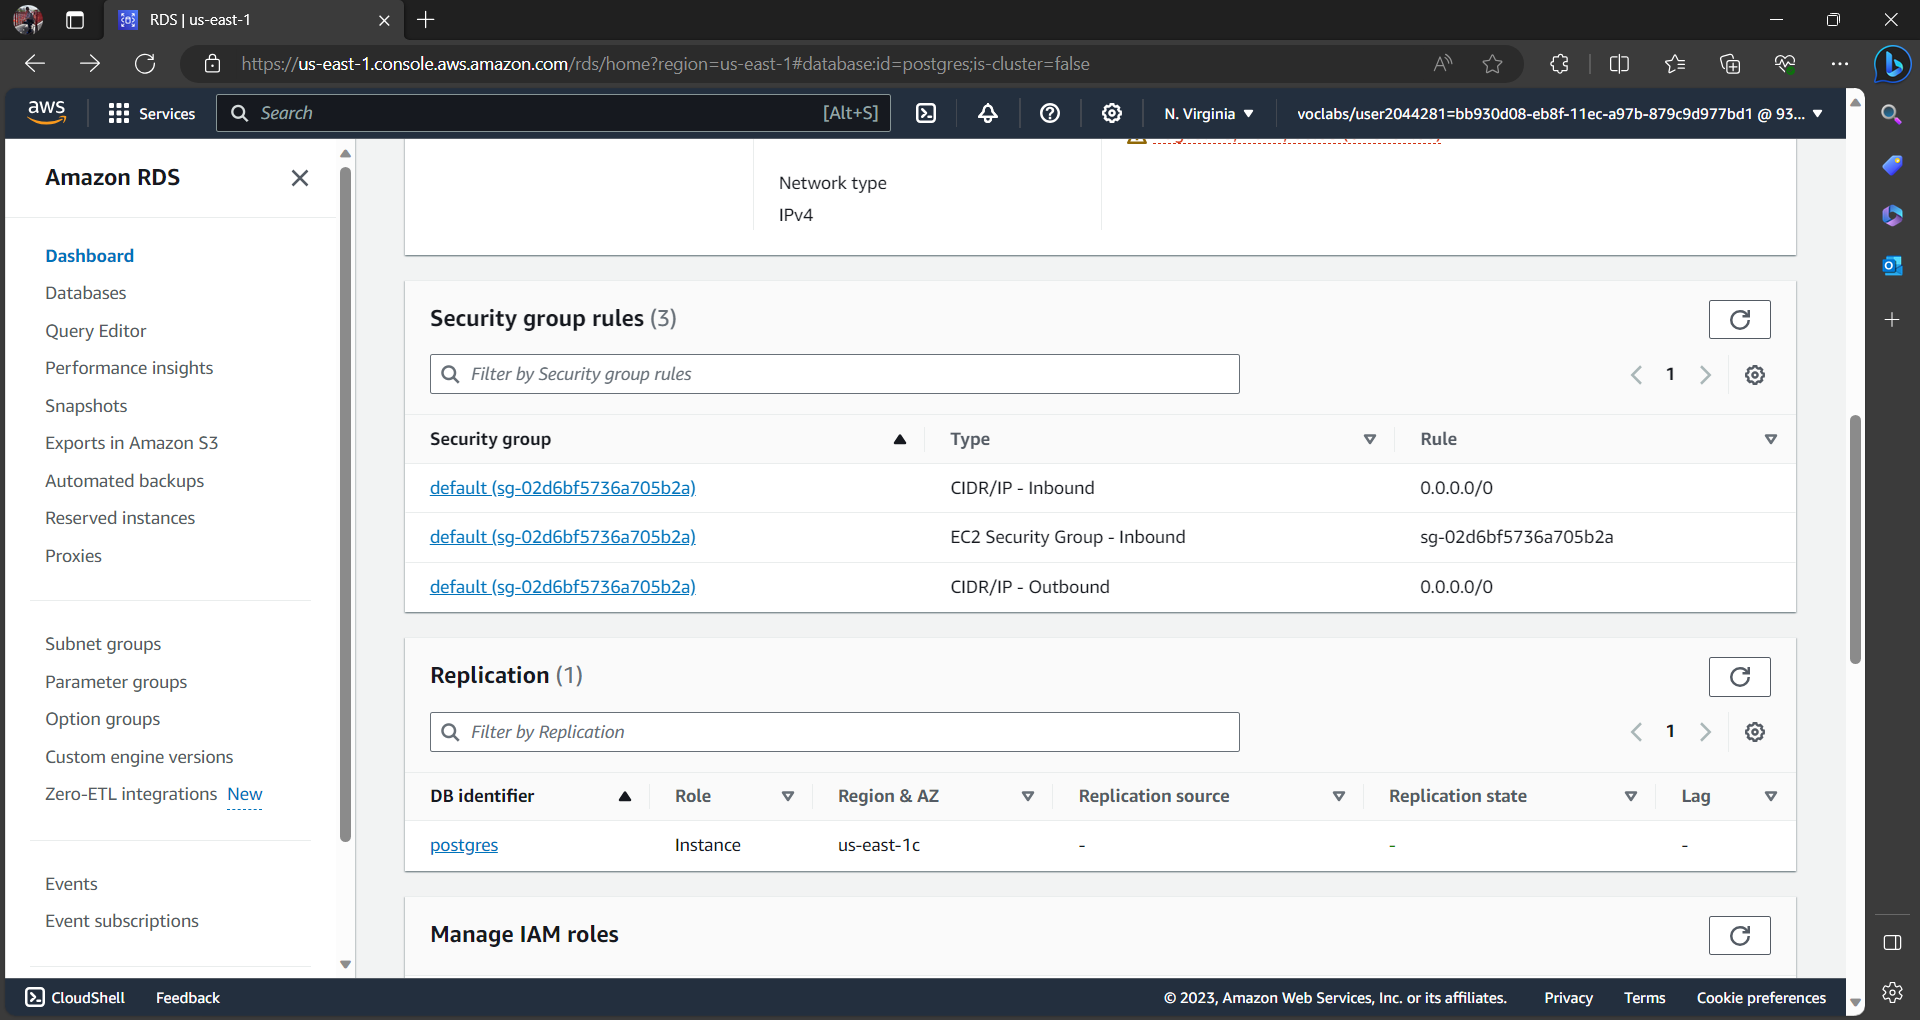 RDS | us-east-1
https://us-east-1.console.aws.amazon.com/rds/home?region=us-east-1#database:id=postgres;is-cluster=false
aws
Services
Search
[Alt+S]
N. Virginia
voclabs/user2044281=bb930d08-eb8f-11ec-a97b-879c9d977bd1 @ 93...
Amazon RDS
Dashboard
Databases
Query Editor
Performance insights
Snapshots
Exports in Amazon S3
Automated backups
Reserved instances
Proxies
Subnet groups
Parameter groups
Option groups
Custom engine versions
Zero-ETL integrations New
Events
Event subscriptions
Network type
IPv4
Security group rules (3)
Filter by Security group rules
1
Security group Type Rule
default (sg-02d6bf5736a705b2a) CIDR/IP - Inbound 0.0.0.0/0
default (sg-02d6bf5736a705b2a) EC2 Security Group - Inbound sg-02d6bf5736a705b2a
default (sg-02d6bf5736a705b2a) CIDR/IP - Outbound 0.0.0.0/0
Replication (1)
Filter by Replication
1
DB identifier Role Region & AZ Replication source Replication state Lag
postgres Instance us-east-1c - - -
Manage IAM roles
CloudShell Feedback © 2023, Amazon Web Services, Inc. or its affiliates. Privacy Terms Cookie preferences